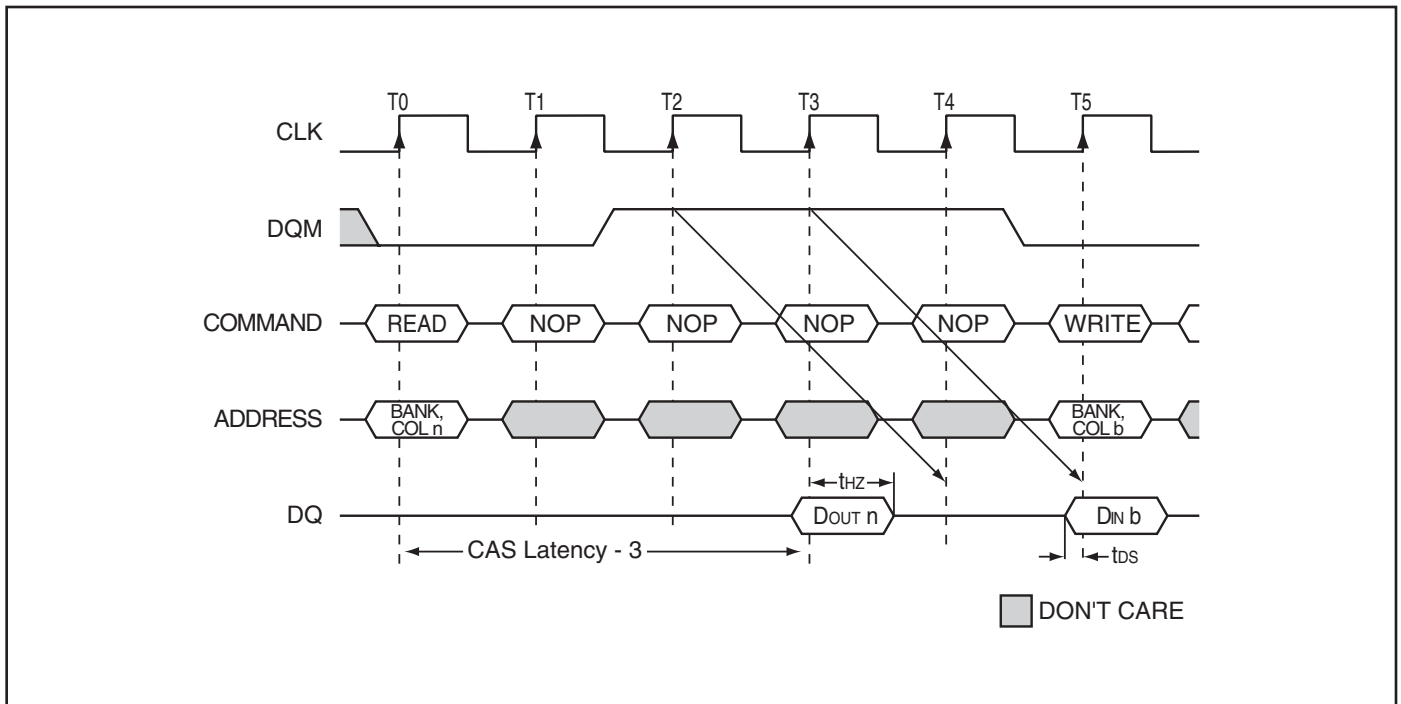 T0 T1 T2 T3 T4 T5
CLK
DQM
COMMAND READ NOP NOP NOP NOP WRITE
ADDRESS BANK, COL n BANK, COL b
tHZ
DQ DOUT n DIN b
CAS Latency - 3 tDS
DON'T CARE